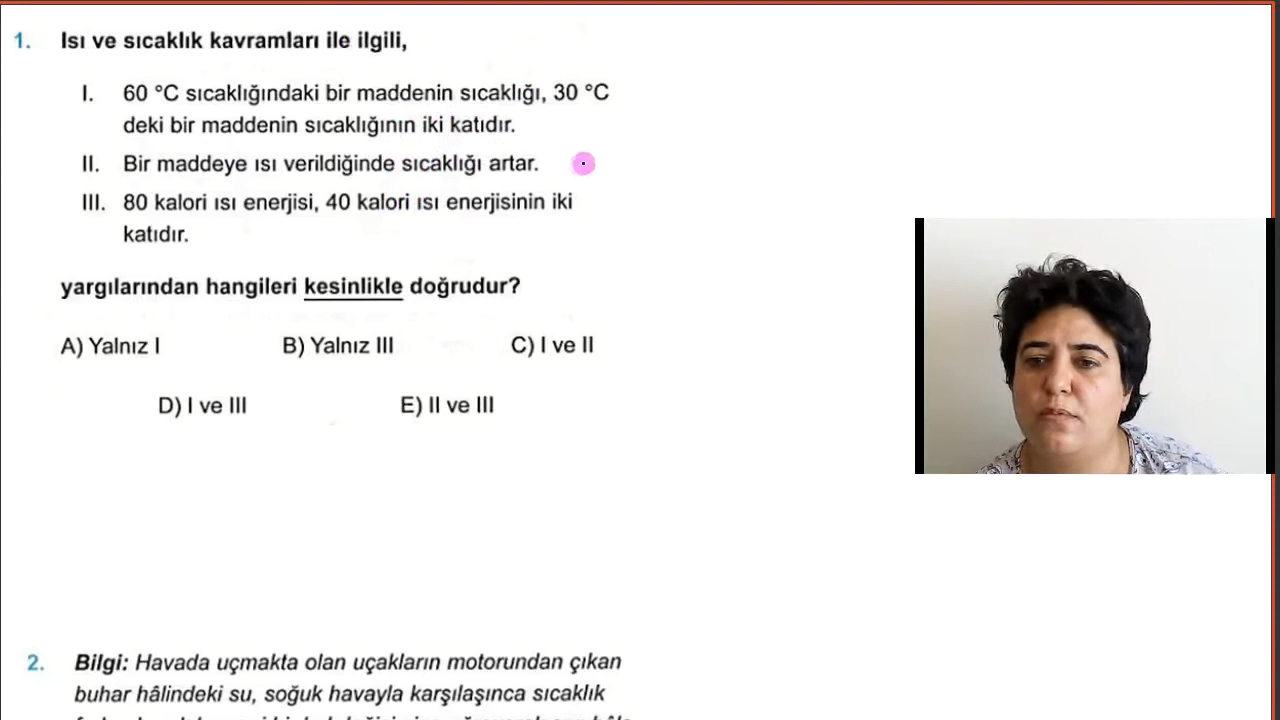 1. Isı ve sıcaklık kavramları ile ilgili,
I. 60 °C sıcaklığındaki bir maddenin sıcaklığı, 30 °C
deki bir maddenin sıcaklığının iki katıdır.
II. Bir maddeye ısı verildiğinde sıcaklığı artar.
III. 80 kalori ısı enerjisi, 40 kalori ısı enerjisinin iki
katıdır.
yargılarından hangileri kesinlikle doğrudur?
A) Yalnız I B) Yalnız III C) I ve II
D) I ve III E) II ve III
2. Bilgi: Havada uçmakta olan uçakların motorundan çıkan
buhar hâlindeki su, soğuk havayla karşılaşınca sıcaklık